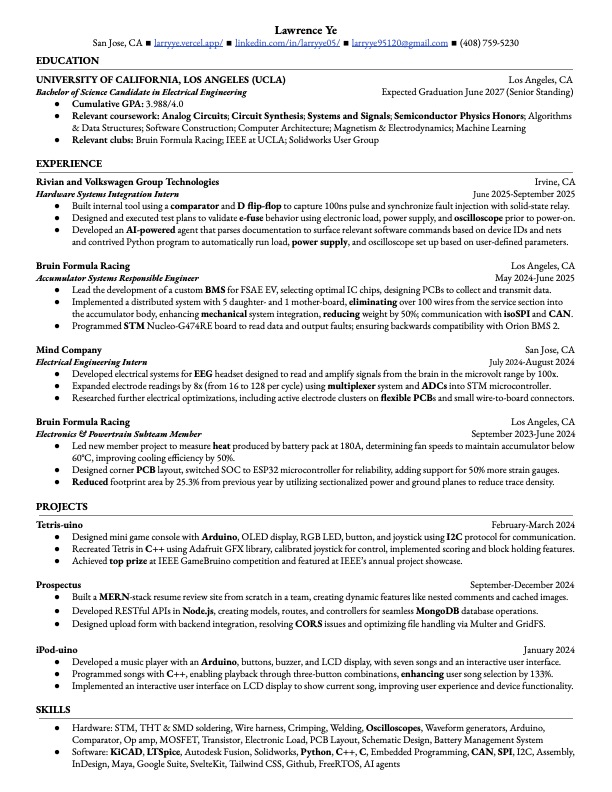 Lawrence Ye
San Jose, CA ■ larryye.vercel.app/ ■ linkedin.com/in/larryye05/ ■ larryye95120@gmail.com ■ (408) 759-5230
EDUCATION
UNIVERSITY OF CALIFORNIA, LOS ANGELES (UCLA) Los Angeles, CA
Bachelor of Science Candidate in Electrical Engineering Expected Graduation June 2027 (Senior Standing)
● Cumulative GPA: 3.988/4.0
● Relevant coursework: Analog Circuits; Circuit Synthesis; Systems and Signals; Semiconductor Physics Honors; Algorithms
& Data Structures; Software Construction; Computer Architecture; Magnetism & Electrodynamics; Machine Learning
● Relevant clubs: Bruin Formula Racing; IEEE at UCLA; Solidworks User Group
EXPERIENCE
Rivian and Volkswagen Group Technologies Irvine, CA
Hardware Systems Integration Intern June 2025-September 2025
● Built internal tool using a comparator and D flip-flop to capture 100ns pulse and synchronize fault injection with solid-state relay.
● Designed and executed test plans to validate e-fuse behavior using electronic load, power supply, and oscilloscope prior to power-on.
● Developed an AI-powered agent that parses documentation to surface relevant software commands based on device IDs and nets
and contrived Python program to automatically run load, power supply, and oscilloscope set up based on user-defined parameters.
Bruin Formula Racing Los Angeles, CA
Accumulator Systems Responsible Engineer May 2024-June 2025
● Lead the development of a custom BMS for FSAE EV, selecting optimal IC chips, designing PCBs to collect and transmit data.
● Implemented a distributed system with 5 daughter- and 1 mother-board, eliminating over 100 wires from the service section into
the accumulator body, enhancing mechanical system integration, reducing weight by 50%; communication with isoSPI and CAN.
● Programmed STM Nucleo-G474RE board to read data and output faults; ensuring backwards compatibility with Orion BMS 2.
Mind Company San Jose, CA
Electrical Engineering Intern July 2024-August 2024
● Developed electrical systems for EEG headset designed to read and amplify signals from the brain in the microvolt range by 100x.
● Expanded electrode readings by 8x (from 16 to 128 per cycle) using multiplexer system and ADCs into STM microcontroller.
● Researched further electrical optimizations, including active electrode clusters on flexible PCBs and small wire-to-board connectors.
Bruin Formula Racing Los Angeles, CA
Electronics & Powertrain Subteam Member September 2023-June 2024
● Led new member project to measure heat produced by battery pack at 180A, determining fan speeds to maintain accumulator below
60°C, improving cooling efficiency by 50%.
● Designed corner PCB layout, switched SOC to ESP32 microcontroller for reliability, adding support for 50% more strain gauges.
● Reduced footprint area by 25.3% from previous year by utilizing sectionalized power and ground planes to reduce trace density.
PROJECTS
Tetris-uino February-March 2024
● Designed mini game console with Arduino, OLED display, RGB LED, button, and joystick using I2C protocol for communication.
● Recreated Tetris in C++ using Adafruit GFX library, calibrated joystick for control, implemented scoring and block holding features.
● Achieved top prize at IEEE GameBruino competition and featured at IEEE's annual project showcase.
Prospectus September-December 2024
● Built a MERN-stack resume review site from scratch in a team, creating dynamic features like nested comments and cached images.
● Developed RESTful APIs in Node.js, creating models, routes, and controllers for seamless MongoDB database operations.
● Designed upload form with backend integration, resolving CORS issues and optimizing file handling via Multer and GridFS.
iPod-uino January 2024
● Developed a music player with an Arduino, buttons, buzzer, and LCD display, with seven songs and an interactive user interface.
● Programmed songs with C++, enabling playback through three-button combinations, enhancing user song selection by 133%.
● Implemented an interactive user interface on LCD display to show current song, improving user experience and device functionality.
SKILLS
● Hardware: STM, THT & SMD soldering, Wire harness, Crimping, Welding, Oscilloscopes, Waveform generators, Arduino,
Comparator, Op amp, MOSFET, Transistor, Electronic Load, PCB Layout, Schematic Design, Battery Management System
● Software: KiCAD, LTSpice, Autodesk Fusion, Solidworks, Python, C++, C, Embedded Programming, CAN, SPI, I2C, Assembly,
InDesign, Maya, Google Suite, SvelteKit, Tailwind CSS, Github, FreeRTOS, AI agents